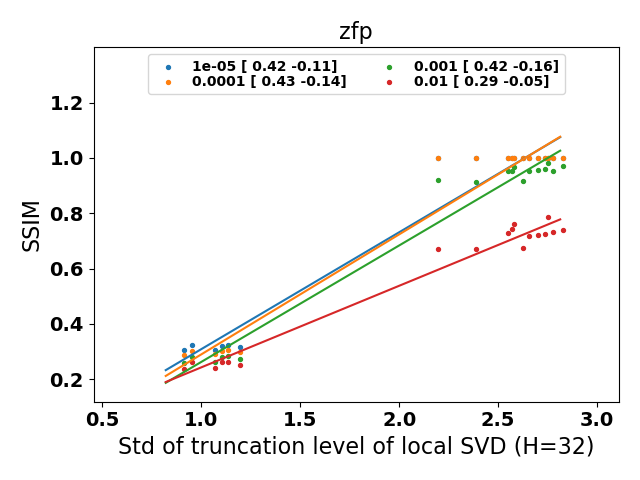 zfp
1e-05 [ 0.42 -0.11]
0.0001 [ 0.43 -0.14]
0.001 [ 0.42 -0.16]
0.01 [ 0.29 -0.05]
SSIM
1.2
1.0
0.8
0.6
0.4
0.2
0.5 1.0 1.5 2.0 2.5 3.0
Std of truncation level of local SVD (H=32)